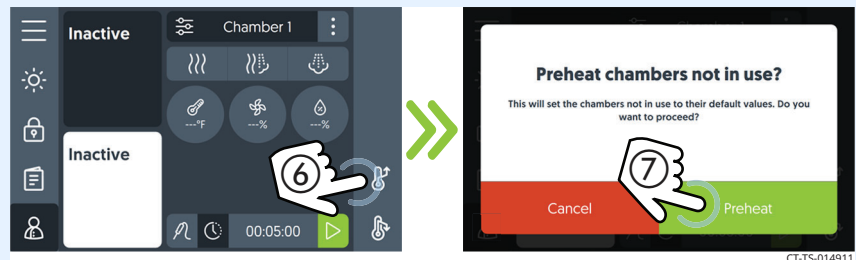 Inactive
Chamber 1
---°F
---%
---%
Inactive
6
00:05:00
Preheat chambers not in use?
This will set the chambers not in use to their default values. Do you
want to proceed?
7
Cancel
Preheat
CT-TS-014911